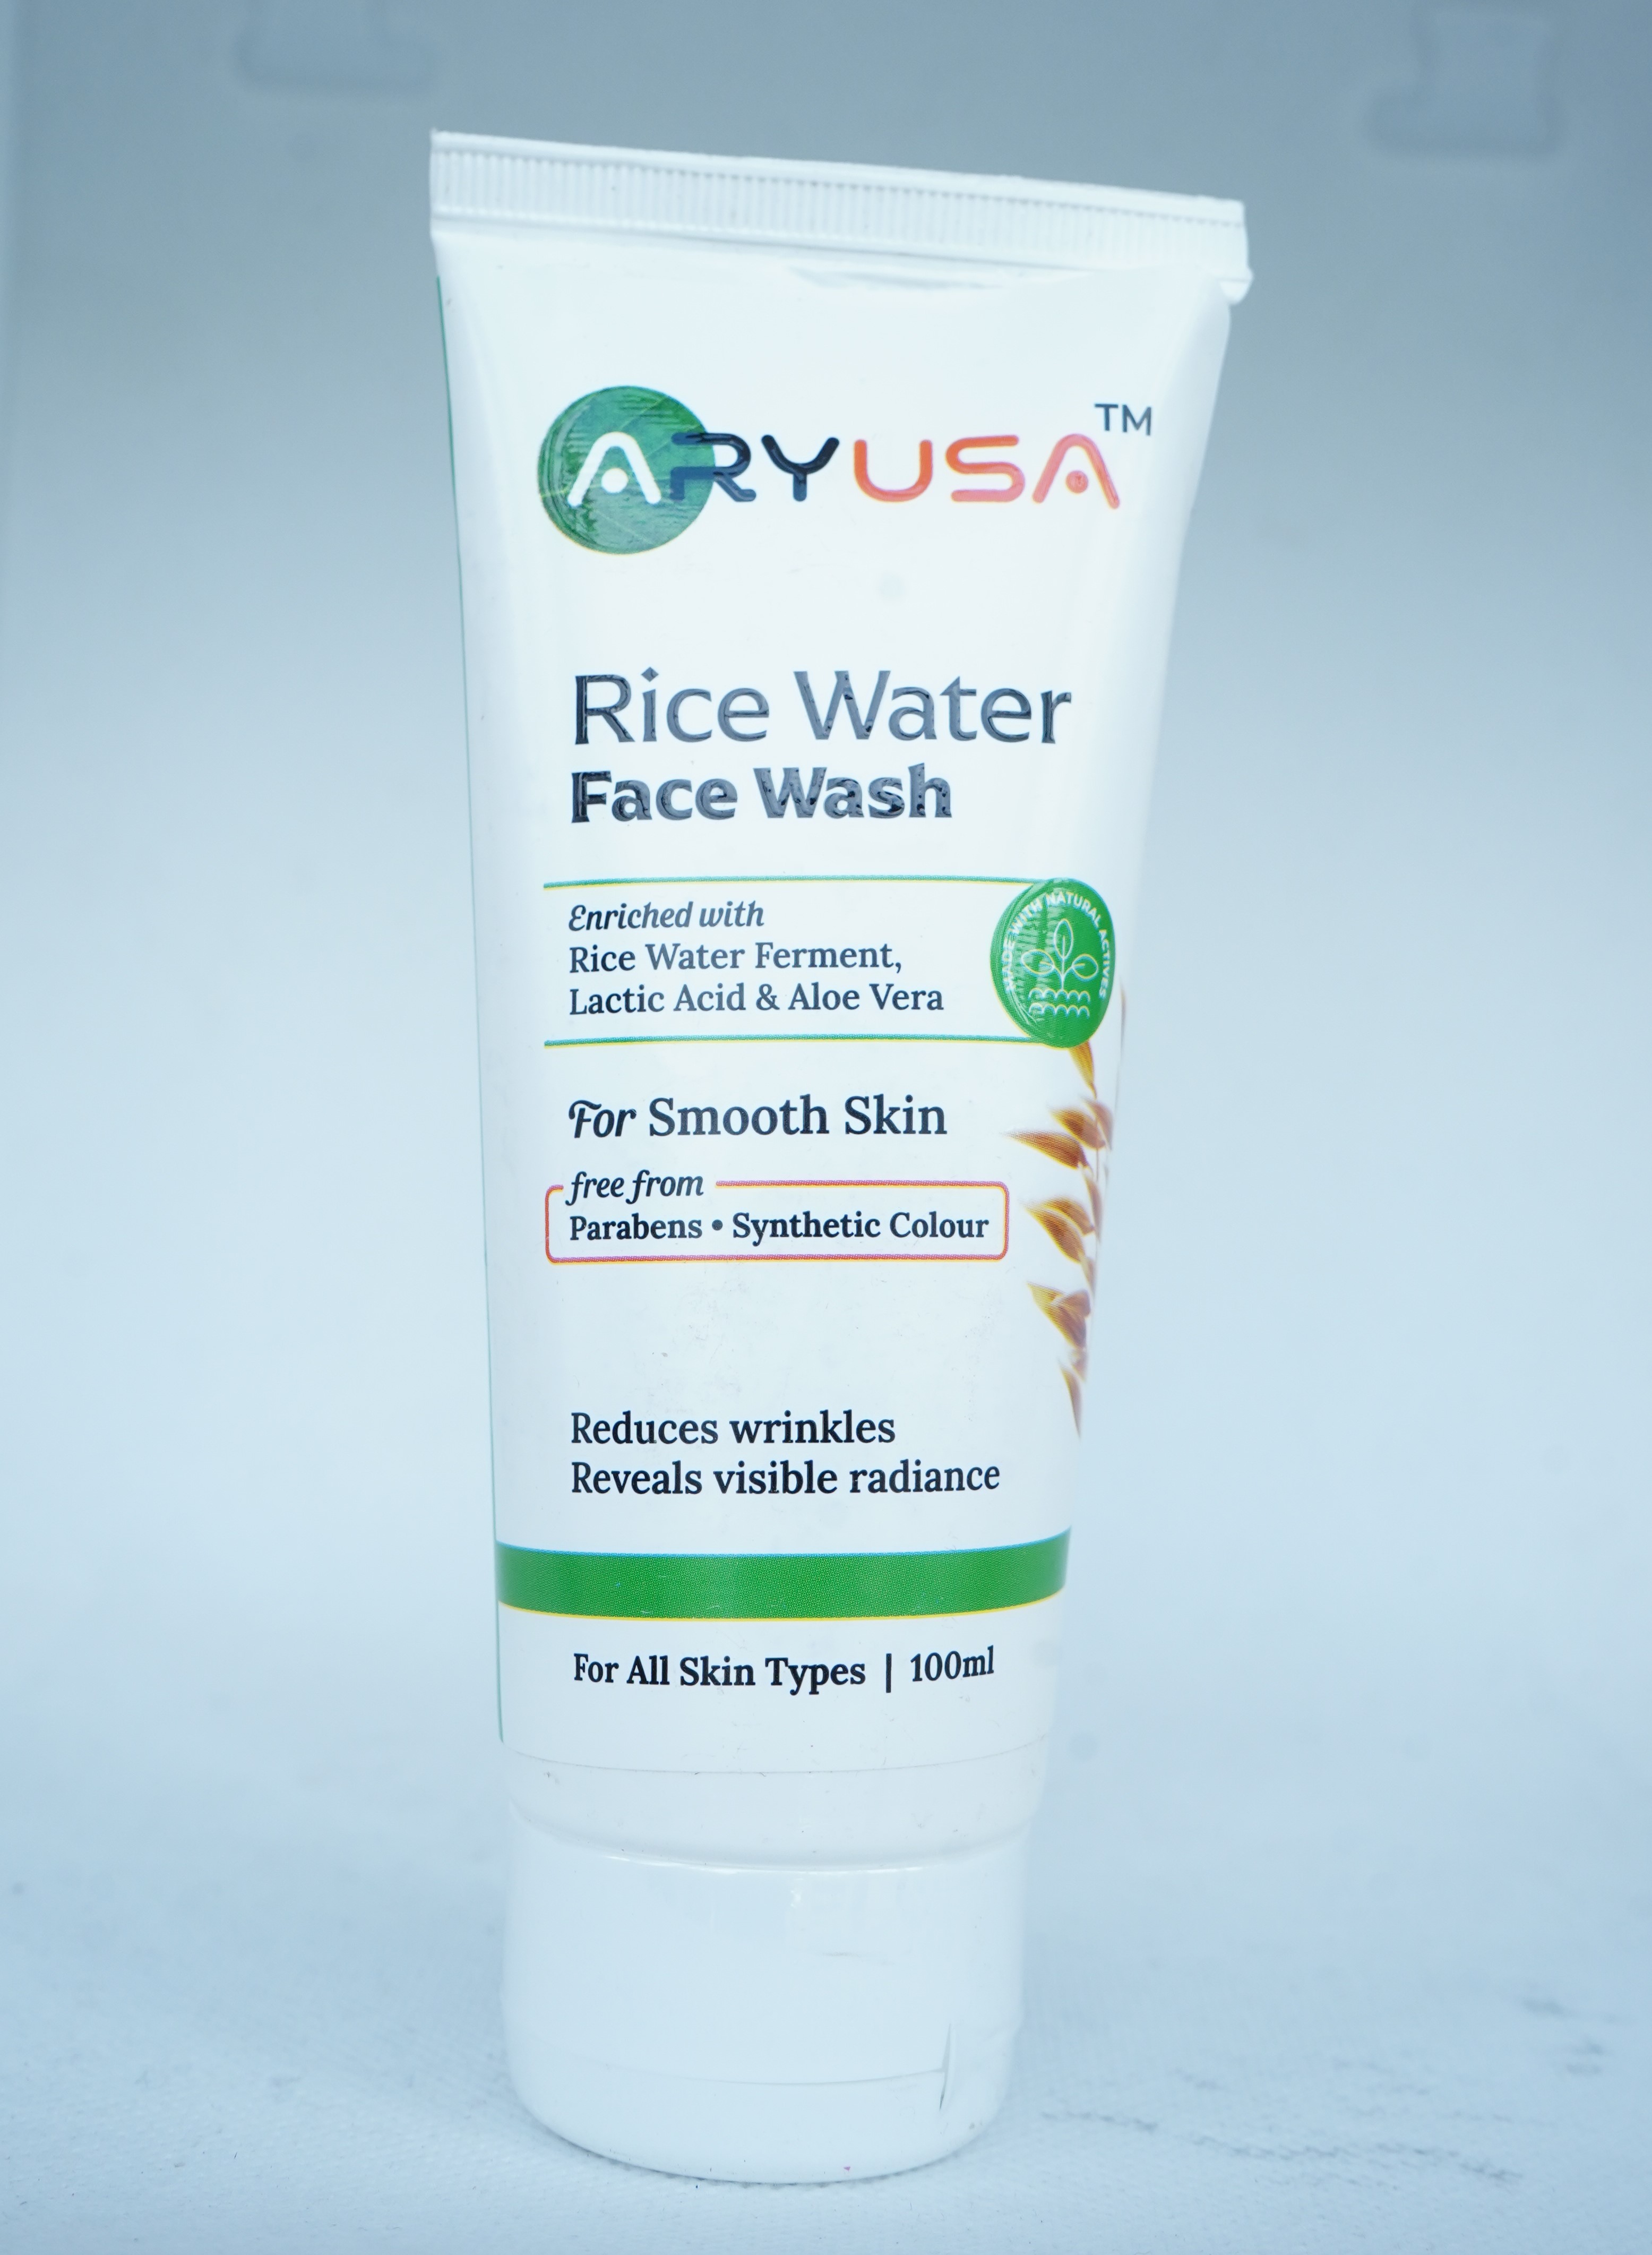 ARYUSA™
Rice Water
Face Wash
Enriched with
Rice Water Ferment,
Lactic Acid & Aloe Vera
MADE WITH NATURAL ACTIVES
For Smooth Skin
free from
Parabens • Synthetic Colour
Reduces wrinkles
Reveals visible radiance
For All Skin Types | 100ml